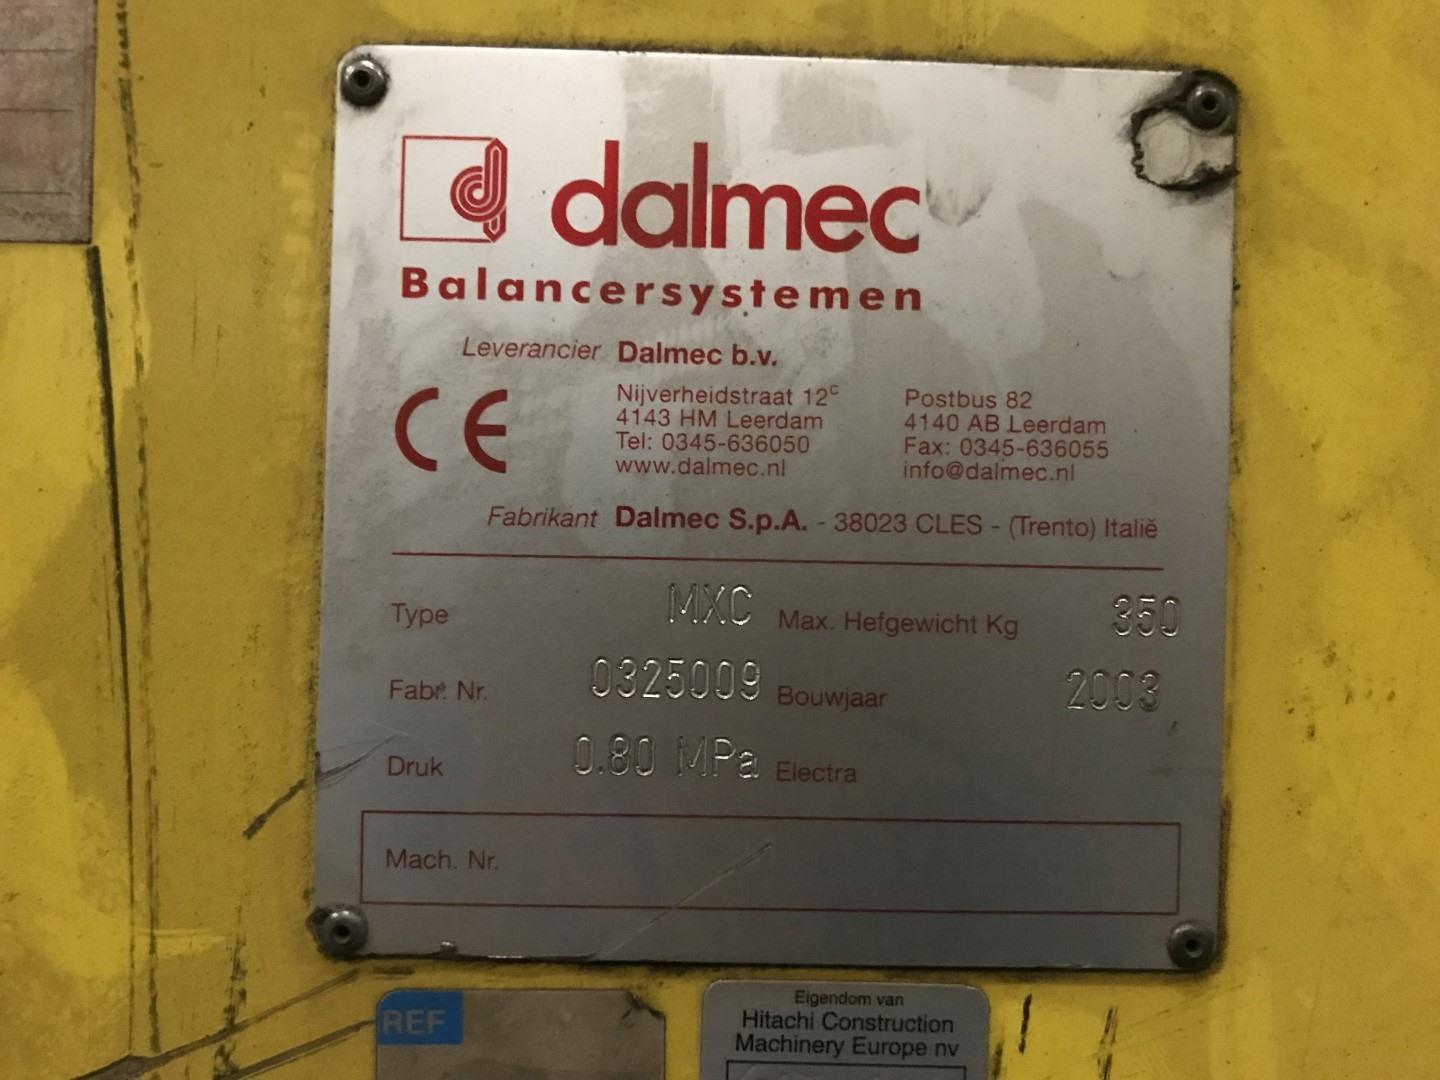 dalmec
Balancersystemen
Leverancier Dalmec b.v.
CE
Nijverheidstraat 12c
4143 HM Leerdam
Tel: 0345-636050
www.dalmec.nl
Postbus 82
4140 AB Leerdam
Fax: 0345-636055
info@dalmec.nl
Fabrikant Dalmec S.p.A. - 38023 CLES - (Trento) Italië
Type MXC Max. Hefgewicht Kg 350
Fabr. Nr. 0325009 Bouwjaar 2003
Druk 0.80 MPa Electra
Mach. Nr.
REF
Eigendom van
Hitachi Construction
Machinery Europe nv